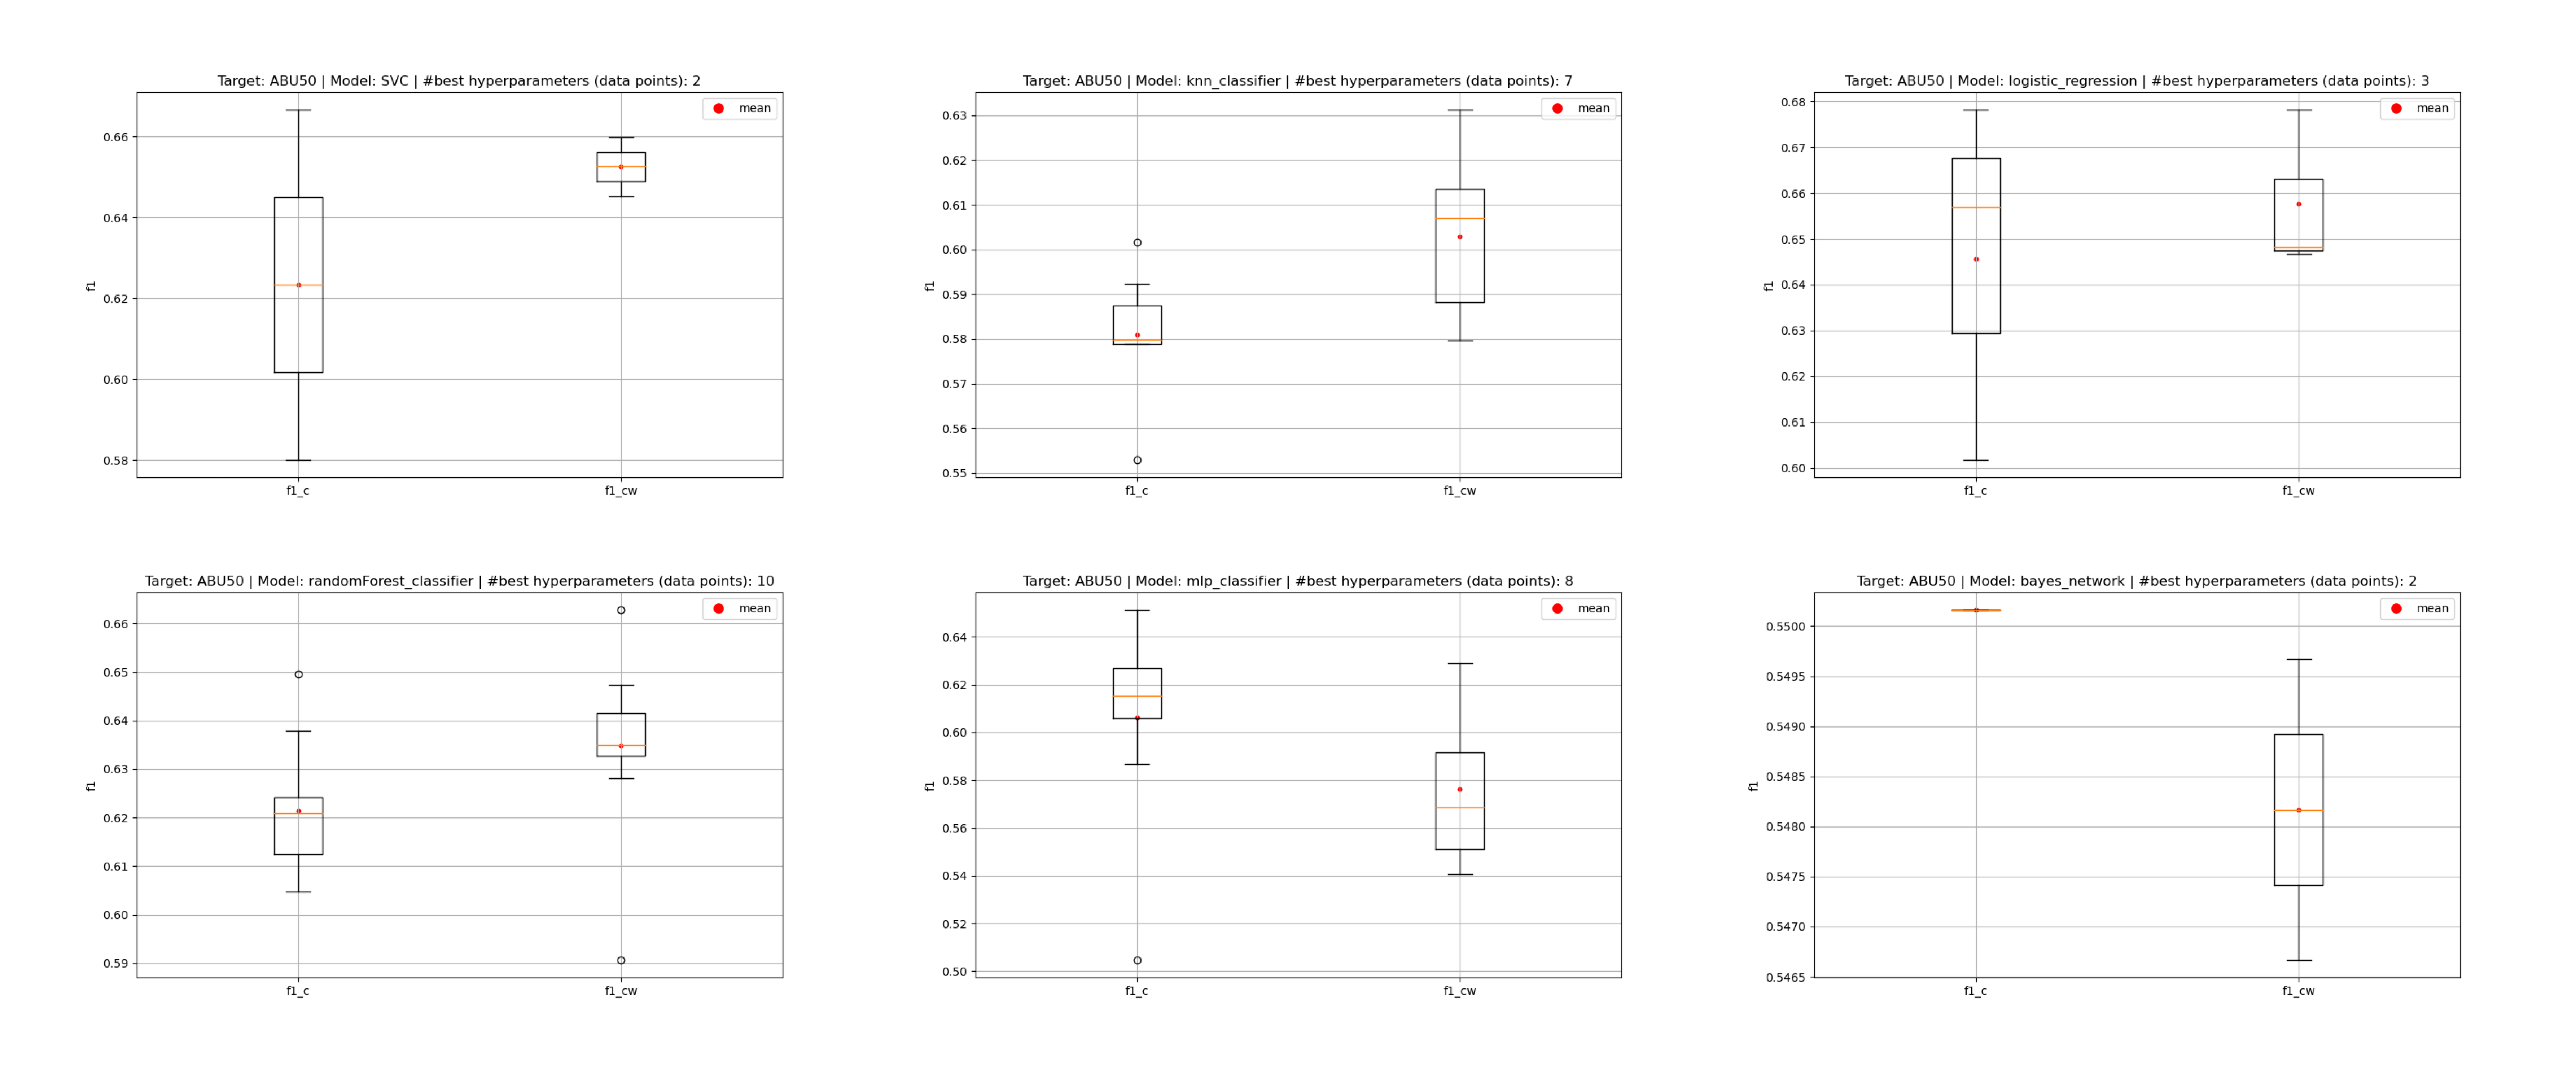 Target: ABU50 | Model: SVC | #best hyperparameters (data points): 2
mean
0.66
0.64
0.62
0.60
0.58
f1
f1_c
f1_cw
Target: ABU50 | Model: knn_classifier | #best hyperparameters (data points): 7
mean
0.63
0.62
0.61
0.60
0.59
0.58
0.57
0.56
0.55
f1
f1_c
f1_cw
Target: ABU50 | Model: logistic_regression | #best hyperparameters (data points): 3
mean
0.68
0.67
0.66
0.65
0.64
0.63
0.62
0.61
0.60
f1
f1_c
f1_cw
Target: ABU50 | Model: randomForest_classifier | #best hyperparameters (data points): 10
mean
0.66
0.65
0.64
0.63
0.62
0.61
0.60
0.59
f1
f1_c
f1_cw
Target: ABU50 | Model: mlp_classifier | #best hyperparameters (data points): 8
mean
0.64
0.62
0.60
0.58
0.56
0.54
0.52
0.50
f1
f1_c
f1_cw
Target: ABU50 | Model: bayes_network | #best hyperparameters (data points): 2
mean
0.5500
0.5495
0.5490
0.5485
0.5480
0.5475
0.5470
0.5465
f1
f1_c
f1_cw